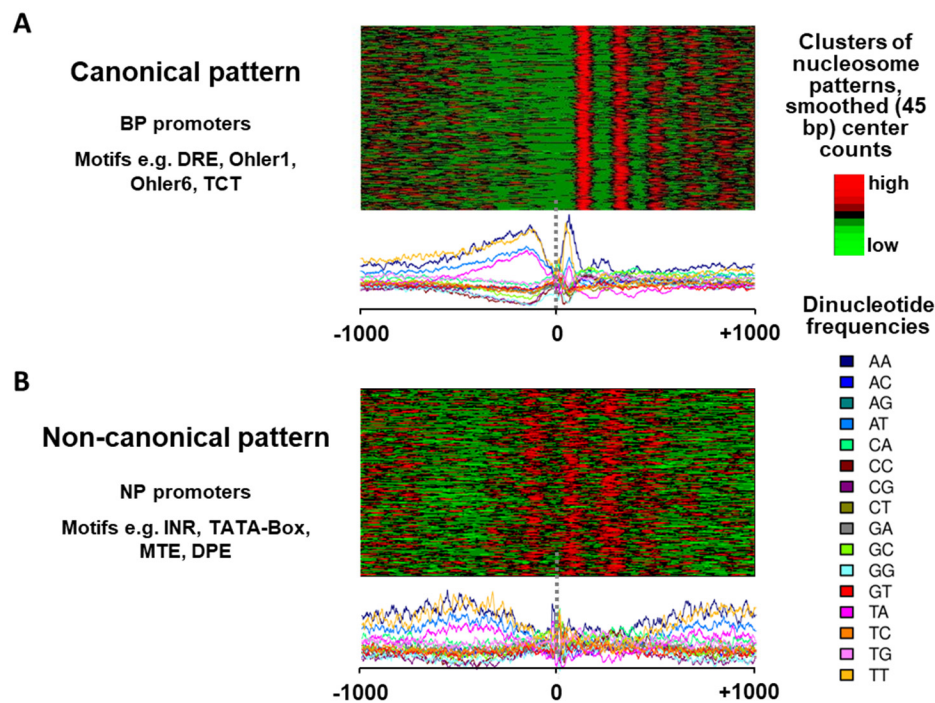 A
Canonical pattern
BP promoters
Motifs e.g. DRE, Ohler1,
Ohler6, TCT
-1000
0
+1000
Clusters of
nucleosome
patterns,
smoothed (45
bp) center
counts
high
low
B
Non-canonical pattern
NP promoters
Motifs e.g. INR, TATA-Box,
MTE, DPE
-1000
0
+1000
Dinucleotide
frequencies
AA
AC
AG
AT
CA
CC
CG
CT
GA
GC
GG
GT
TA
TC
TG
TT